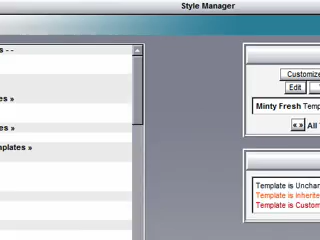 Style Manager
s - -
es »
es »
mplates »
Customize
Edit
Minty Fresh Temp
« » All
Template is Unchan
Template is inherite
Template is Custom